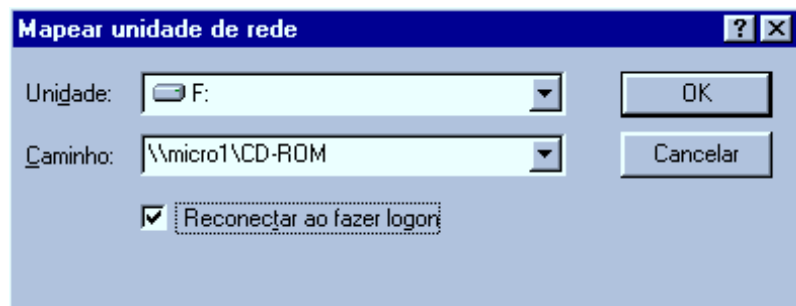 Mapear unidade de rede
Unidade: F: OK
Caminho: \\micro1\CD-ROM Cancelar
Reconectar ao fazer logon